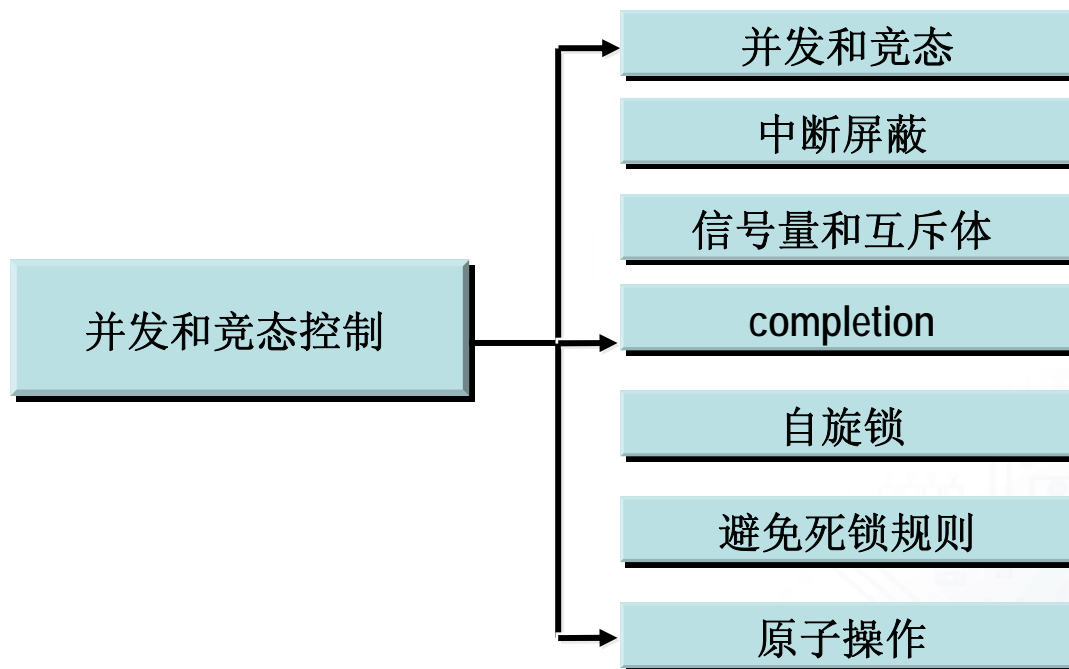 并发和竞态
中断屏蔽
信号量和互斥体
并发和竞态控制
completion
自旋锁
避免死锁规则
原子操作